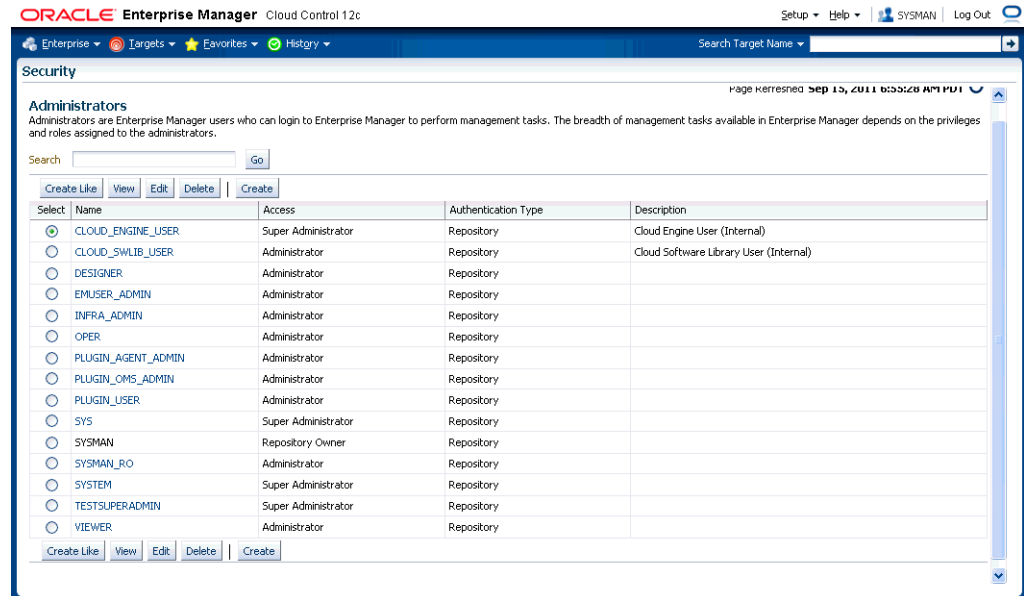 ORACLE Enterprise Manager Cloud Control 12c
Setup Help SYSMAN Log Out
Enterprise Targets Favorites History Search Target Name
Security
Page Refreshed Sep 15, 2011 6:55:28 AM PDT
Administrators
Administrators are Enterprise Manager users who can login to Enterprise Manager to perform management tasks. The breadth of management tasks available in Enterprise Manager depends on the privileges
and roles assigned to the administrators.
Search Go
Create Like View Edit Delete | Create
Select Name Access Authentication Type Description
CLOUD_ENGINE_USER Super Administrator Repository Cloud Engine User (Internal)
CLOUD_SWLIB_USER Administrator Repository Cloud Software Library User (Internal)
DESIGNER Administrator Repository
EMUSER_ADMIN Administrator Repository
INFRA_ADMIN Administrator Repository
OPER Administrator Repository
PLUGIN_AGENT_ADMIN Administrator Repository
PLUGIN_OMS_ADMIN Administrator Repository
PLUGIN_USER Administrator Repository
SYS Super Administrator Repository
SYSMAN Repository Owner Repository
SYSMAN_RO Administrator Repository
SYSTEM Super Administrator Repository
TESTSUPERADMIN Super Administrator Repository
VIEWER Administrator Repository
Create Like View Edit Delete | Create